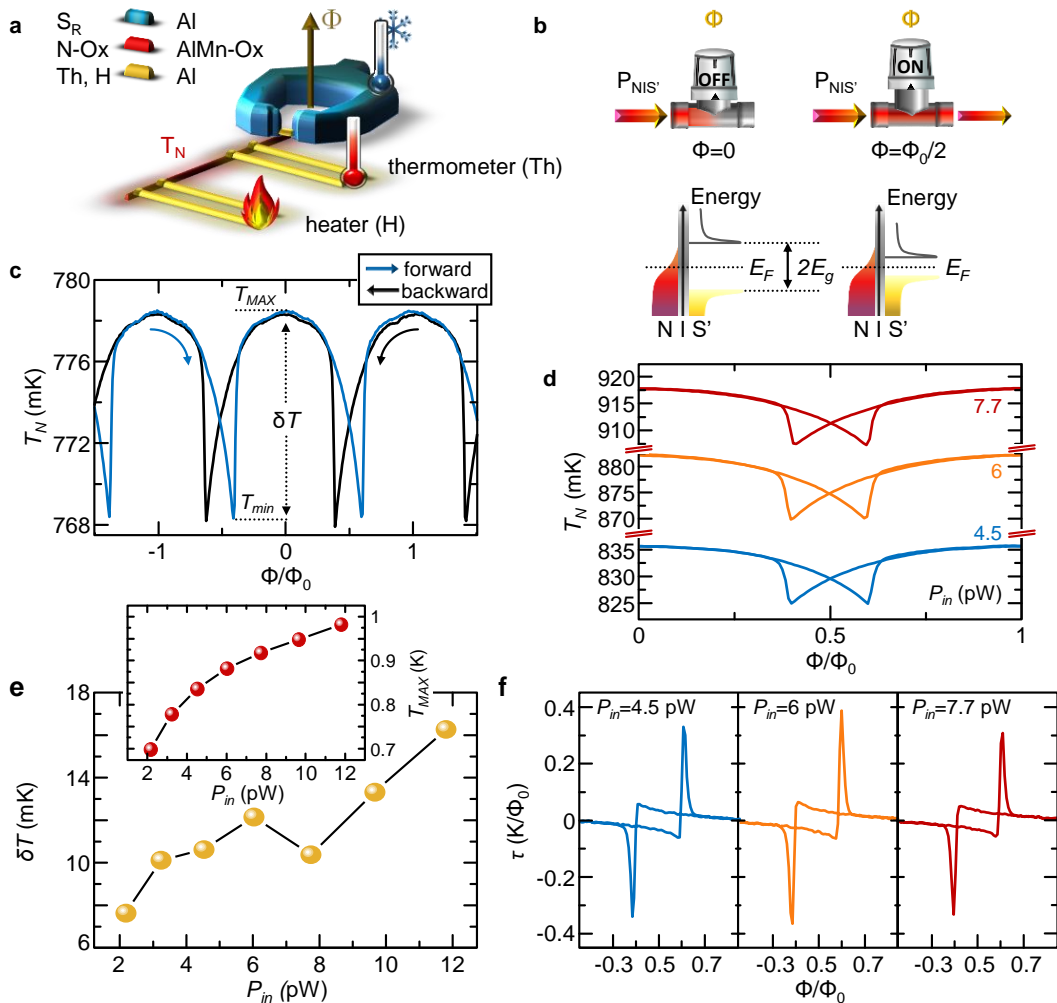 a
S_R Al
N-Ox AlMn-Ox
Th, H Al
Φ
T_N
thermometer (Th)
heater (H)
b
Φ Φ
P_NIS' OFF P_NIS' ON
Φ=0 Φ=Φ_0/2
Energy Energy
E_F 2E_g E_F
N I S' N I S'
c
forward
backward
780
776
772
768
T_N (mK)
T_MAX
δT
T_min
-1 0 1
Φ/Φ_0
d
920
915
910
880
870
835
830
825
T_N (mK)
7.7
6
4.5
P_in (pW)
0 0.5 1
Φ/Φ_0
e
18
14
10
6
δT (mK)
2 4 6 8 10 12
P_in (pW)
1
0.9
0.8
0.7
T_MAX (K)
2 4 6 8 10 12
P_in (pW)
f
P_in=4.5 pW P_in=6 pW P_in=7.7 pW
0.4
0.2
0
-0.2
-0.4
τ (K/Φ_0)
-0.3 0.5 0.7 -0.3 0.5 0.7 -0.3 0.5 0.7
Φ/Φ_0